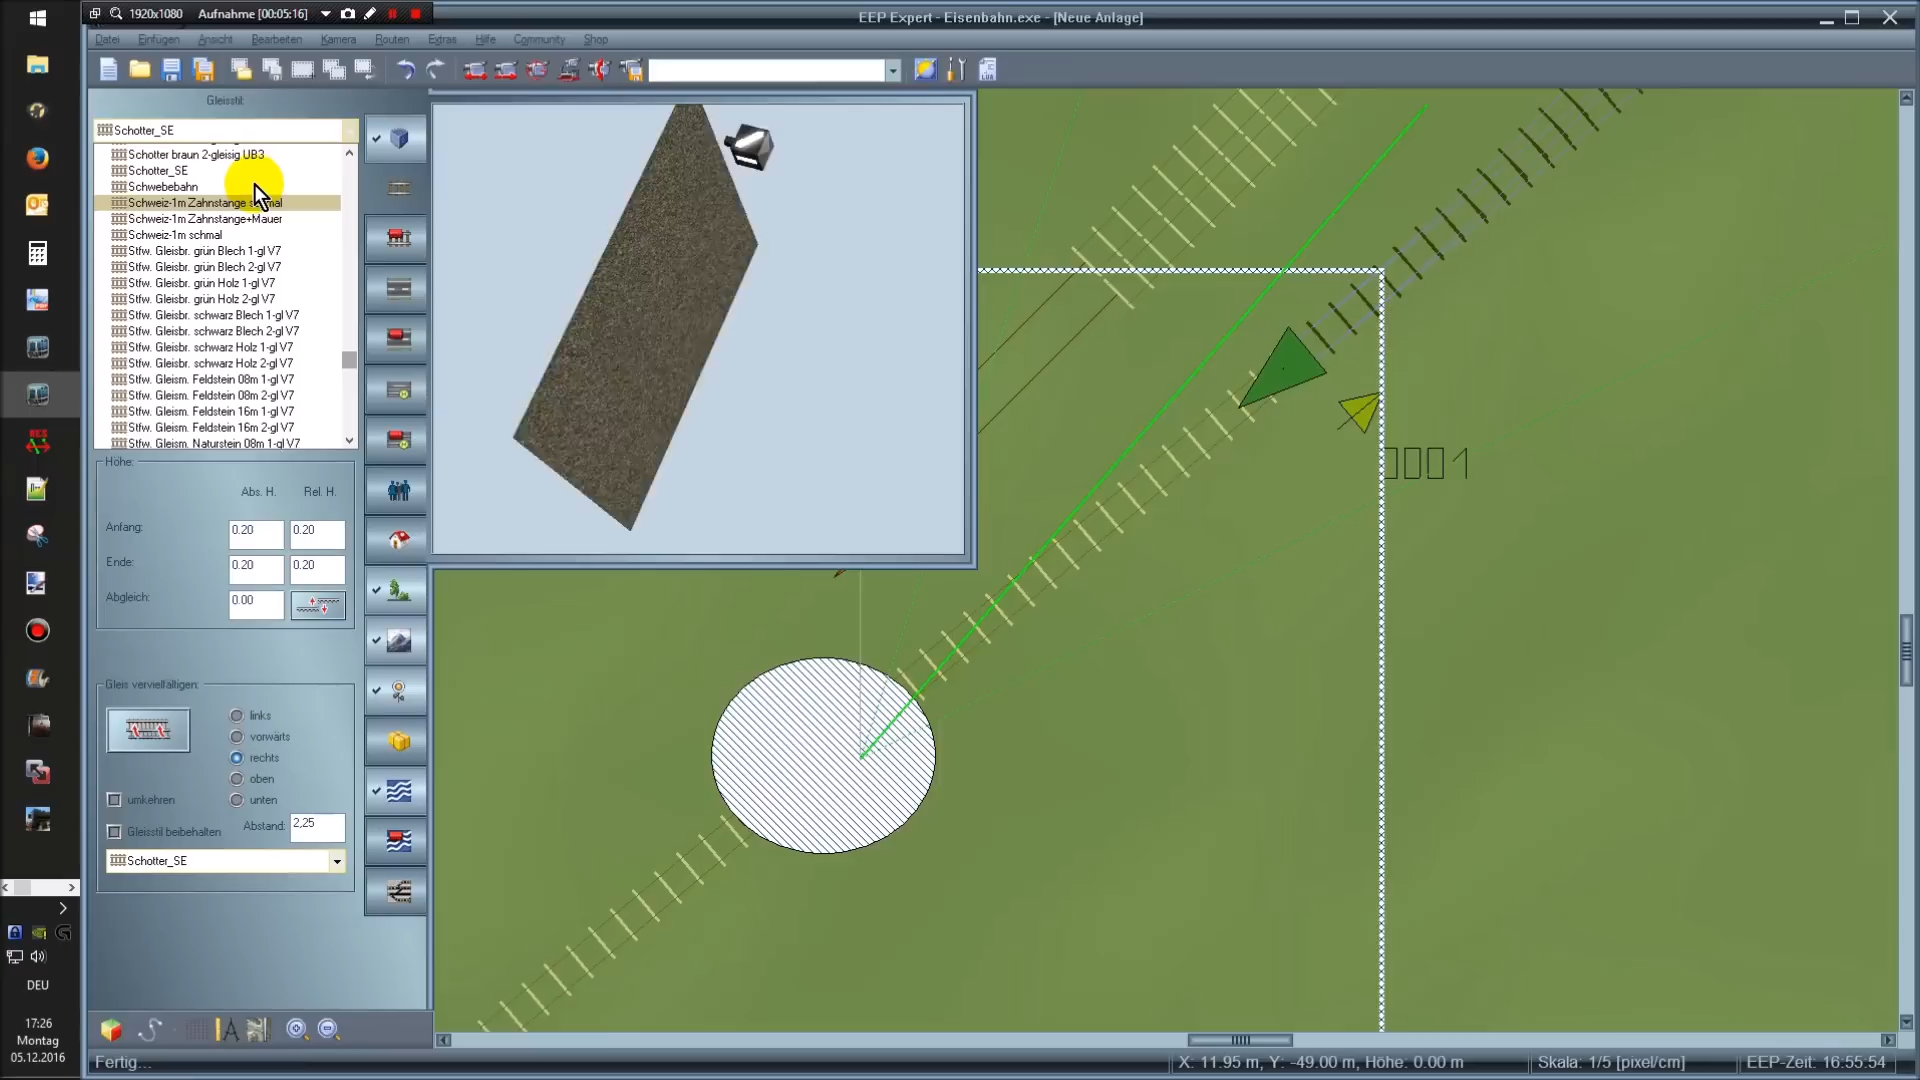 1920x1080
Aufnahme [00:05:16]
EEP Expert - Eisenbahn.exe - [Neue Anlage]
Datei Einfügen Ansicht Bearbeiten Kamera Routen Extras Hilfe Community Shop
Gleisstil:
Schotter_SE
Schotter braun 2-gleisig UB3
Schotter_SE
Schwebebahn
Schweiz-1m Zahnstange schmal
Schweiz-1m Zahnstange+Mauer
Schweiz-1m schmal
Stfw. Gleisbr. grün Blech 1-gl V7
Stfw. Gleisbr. grün Blech 2-gl V7
Stfw. Gleisbr. grün Holz 1-gl V7
Stfw. Gleisbr. grün Holz 2-gl V7
Stfw. Gleisbr. schwarz Blech 1-gl V7
Stfw. Gleisbr. schwarz Blech 2-gl V7
Stfw. Gleisbr. schwarz Holz 1-gl V7
Stfw. Gleisbr. schwarz Holz 2-gl V7
Stfw. Gleism. Feldstein 08m 1-gl V7
Stfw. Gleism. Feldstein 08m 2-gl V7
Stfw. Gleism. Feldstein 16m 1-gl V7
Stfw. Gleism. Feldstein 16m 2-gl V7
Stfw. Gleism. Naturstein 08m 1-gl V7
Höhe:
Abs. H. Rel. H.
Anfang: 0.20 0.20
Ende: 0.20 0.20
Abgleich: 0.00
Gleis vervielfältigen:
links
vorwärts
rechts
oben
umkehren unten
Gleisstil beibehalten Abstand: 2,25
Schotter_SE
DEU
17:26
Montag
05.12.2016
Fertig...
X: 11.95 m, Y: -49.00 m, Höhe: 0.00 m
Skala: 1/5 [pixel/cm]
EEP-Zeit: 16:55:54